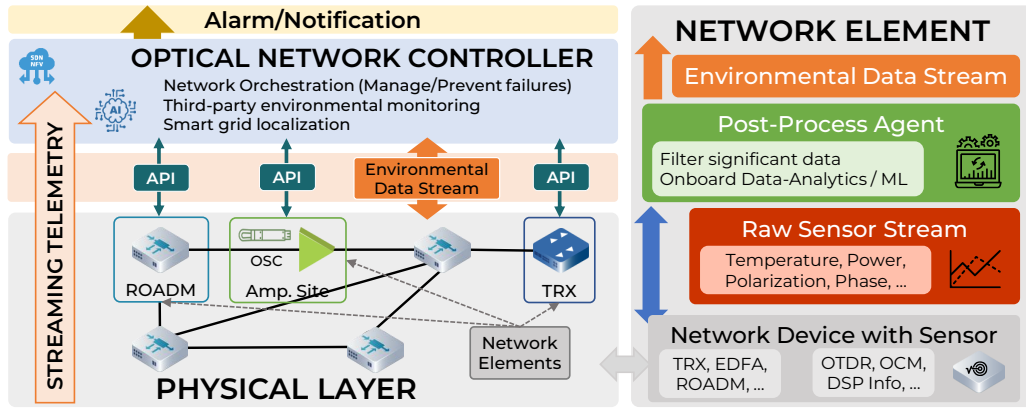 Alarm/Notification
SDN
NFV
OPTICAL NETWORK CONTROLLER
AI
Network Orchestration (Manage/Prevent failures)
Third-party environmental monitoring
Smart grid localization
STREAMING TELEMETRY
API
API
Environmental
Data Stream
API
OSC
ROADM
Amp. Site
TRX
Network
Elements
PHYSICAL LAYER
NETWORK ELEMENT
Environmental Data Stream
Post-Process Agent
Filter significant data
Onboard Data-Analytics / ML
Raw Sensor Stream
Temperature, Power,
Polarization, Phase, ...
Network Device with Sensor
TRX, EDFA,
ROADM, ...
OTDR, OCM,
DSP Info, ...